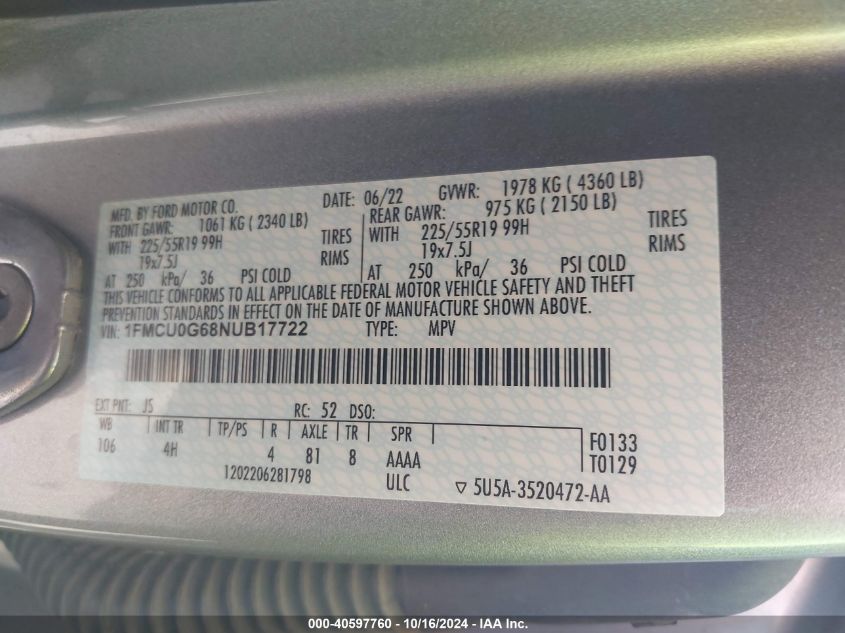 MFD. BY FORD MOTOR CO. DATE: 06/22 GVWR: 1978 KG ( 4360 LB)
FRONT GAWR: 1061 KG ( 2340 LB) REAR GAWR: 975 KG ( 2150 LB)
WITH 225/55R19 99H TIRES WITH 225/55R19 99H TIRES
19x7.5J RIMS 19x7.5J RIMS
AT 250 kPa/ 36 PSI COLD AT 250 kPa/ 36 PSI COLD
THIS VEHICLE CONFORMS TO ALL APPLICABLE FEDERAL MOTOR VEHICLE SAFETY AND THEFT
PREVENTION STANDARDS IN EFFECT ON THE DATE OF MANUFACTURE SHOWN ABOVE.
VIN: 1FMCU0G68NUB17722 TYPE: MPV
EXT PNT: J5 RC: 52 DSO:
WB INT TR TP/PS R AXLE TR SPR F0133
106 4H 4 81 8 AAAA T0129
1202206281798 ULC ▽ 5U5A-3520472-AA
000-40597760 - 10/16/2024 - IAA Inc.